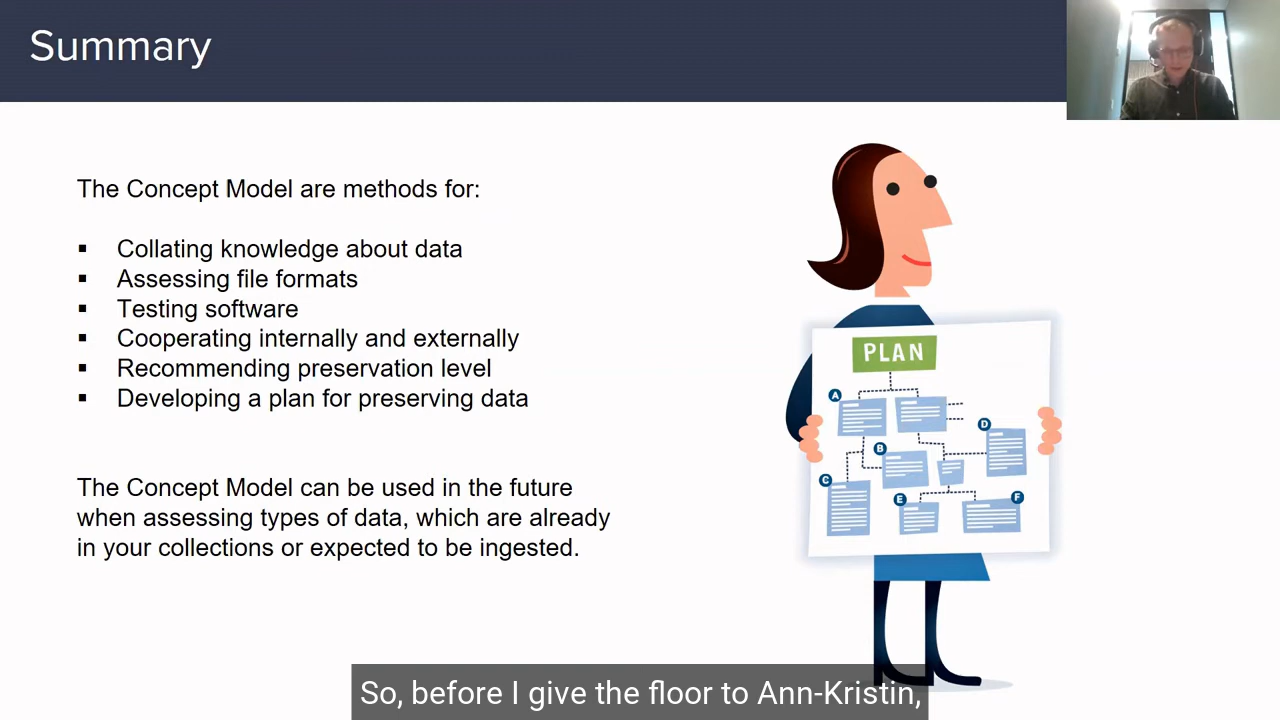 Summary
The Concept Model are methods for:
▪ Collating knowledge about data
▪ Assessing file formats
▪ Testing software
▪ Cooperating internally and externally
▪ Recommending preservation level
▪ Developing a plan for preserving data
The Concept Model can be used in the future
when assessing types of data, which are already
in your collections or expected to be ingested.
PLAN
A
D
B
C
E
F
So, before I give the floor to Ann-Kristin,